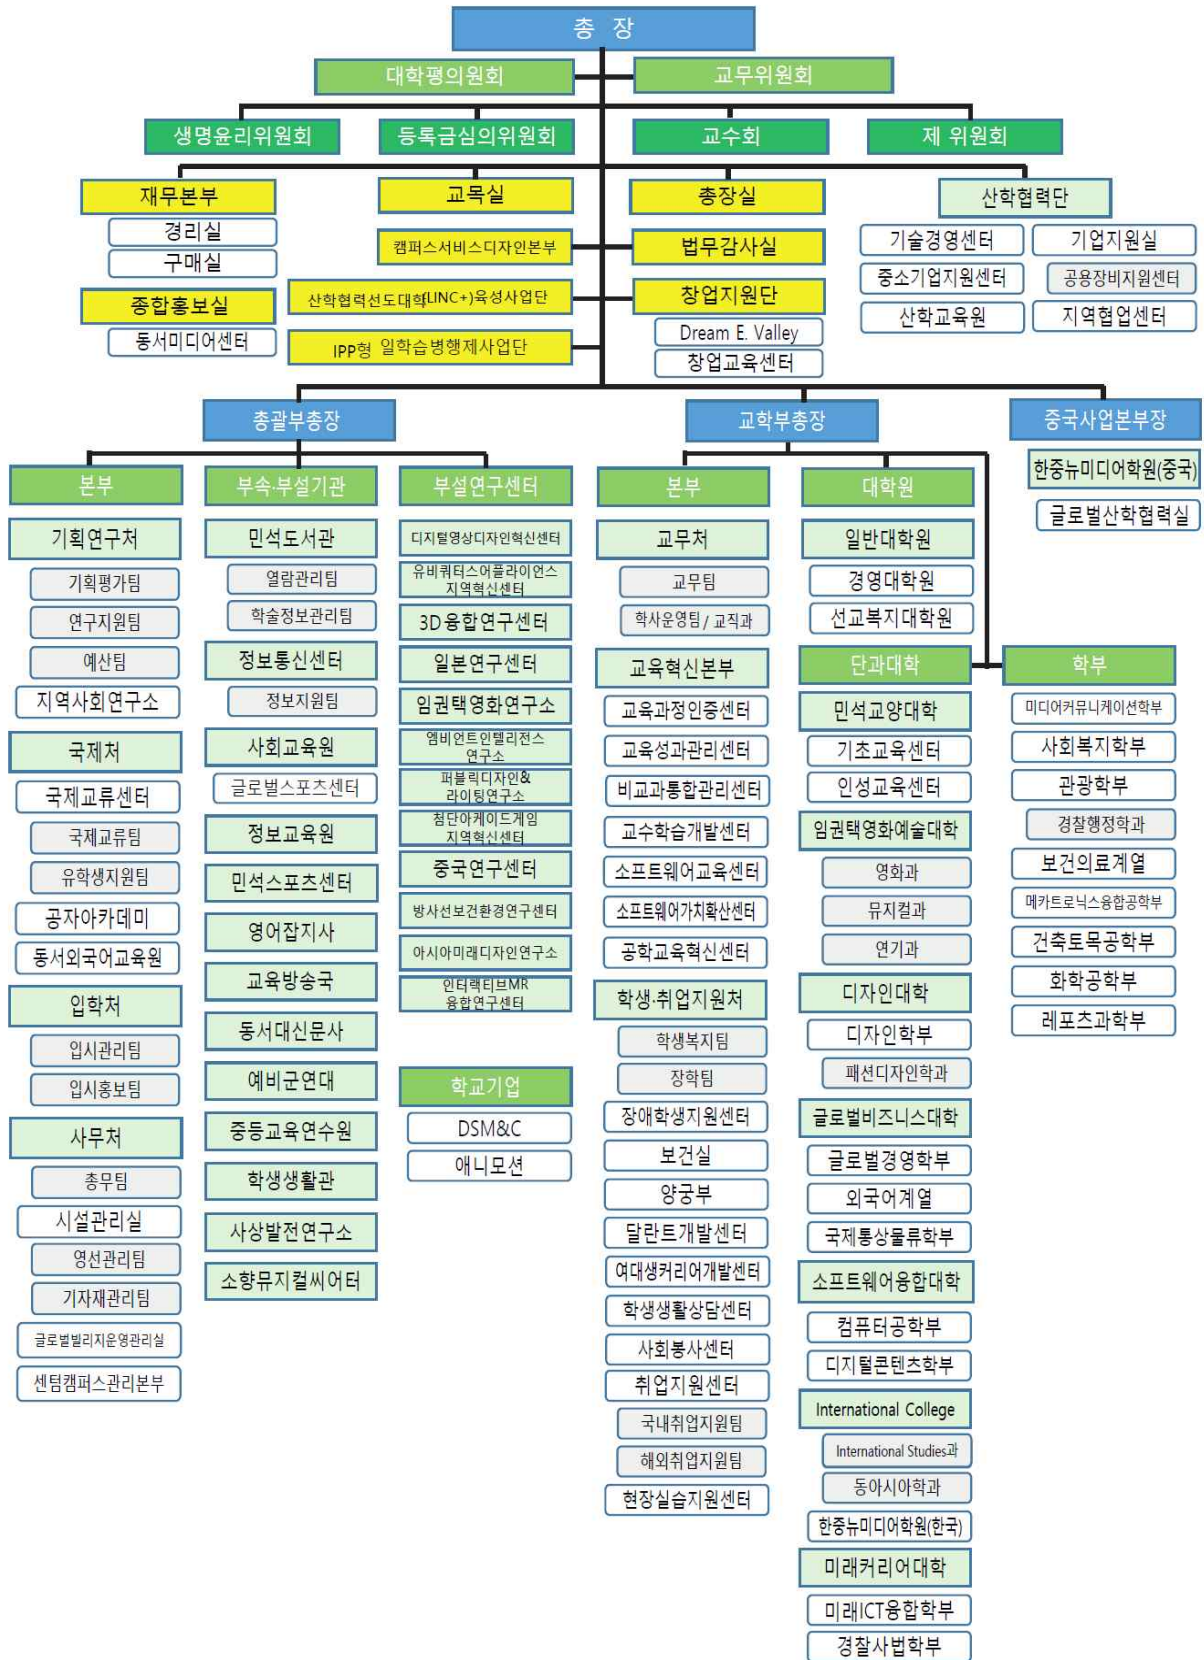 총 장
대학평의원회
교무위원회
생명윤리위원회
등록금심의위원회
교수회
제 위원회
재무본부
경리실
구매실
종합홍보실
동서미디어센터
교목실
캠퍼스서비스디자인본부
산학협력선도대학(LINC+)육성사업단
IPP형 일학습병행제사업단
총장실
법무감사실
창업지원단
Dream E. Valley
창업교육센터
산학협력단
기술경영센터
기업지원실
중소기업지원센터
공용장비지원센터
산학교육원
지역협업센터
총괄부총장
교학부총장
중국사업본부장
한중뉴미디어학원(중국)
글로벌산학협력실
본부
기획연구처
기획평가팀
연구지원팀
예산팀
지역사회연구소
국제처
국제교류센터
국제교류팀
유학생지원팀
공자아카데미
동서외국어교육원
입학처
입시관리팀
입시홍보팀
사무처
총무팀
시설관리실
영선관리팀
기자재관리팀
글로벌빌리지운영관리실
센텀캠퍼스관리본부
부속·부설기관
민석도서관
열람관리팀
학술정보관리팀
정보통신센터
정보지원팀
사회교육원
글로벌스포츠센터
정보교육원
민석스포츠센터
영어잡지사
교육방송국
동서대신문사
예비군연대
중등교육연수원
학생생활관
사상발전연구소
소향뮤지컬씨어터
부설연구센터
디지털영상디자인혁신센터
유비쿼터스어플라이언스
지역혁신센터
3D융합연구센터
일본연구센터
임권택영화연구소
엠비언트인텔리전스
연구소
퍼블릭디자인&
라이팅연구소
첨단아케이드게임
지역혁신센터
중국연구센터
방사선보건환경연구센터
아시아미래디자인연구소
인터랙티브MR
융합연구센터
학교기업
DSM&C
애니모션
본부
교무처
교무팀
학사운영팀 / 교직과
교육혁신본부
교육과정인증센터
교육성과관리센터
비교과통합관리센터
교수학습개발센터
소프트웨어교육센터
소프트웨어가치확산센터
공학교육혁신센터
학생·취업지원처
학생복지팀
장학팀
장애학생지원센터
보건실
양궁부
달란트개발센터
여대생커리어개발센터
학생생활상담센터
사회봉사센터
취업지원센터
국내취업지원팀
해외취업지원팀
현장실습지원센터
대학원
일반대학원
경영대학원
선교복지대학원
단과대학
민석교양대학
기초교육센터
인성교육센터
임권택영화예술대학
영화과
뮤지컬과
연기과
디자인대학
디자인학부
패션디자인학과
글로벌비즈니스대학
글로벌경영학부
외국어계열
국제통상물류학부
소프트웨어융합대학
컴퓨터공학부
디지털콘텐츠학부
International College
International Studies과
동아시아학과
한중뉴미디어학원(한국)
미래커리어대학
미래ICT융합학부
경찰사법학부
학부
미디어커뮤니케이션학부
사회복지학부
관광학부
경찰행정학과
보건의료계열
메카트로닉스융합공학부
건축토목공학부
화학공학부
레포츠과학부